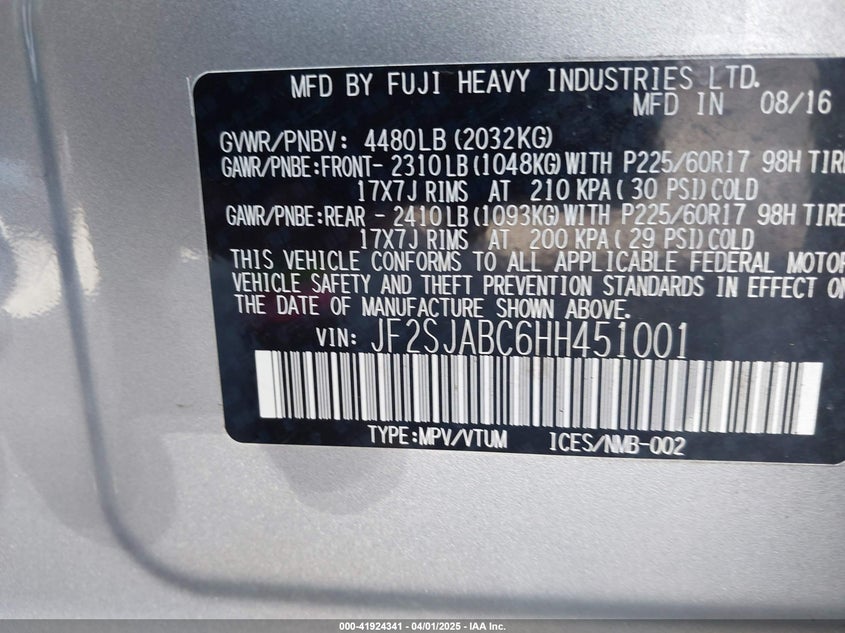 MFD BY FUJI HEAVY INDUSTRIES LTD.
MFD IN 08/16
GVWR/PNBV: 4480LB (2032KG)
GAWR/PNBE:FRONT- 2310LB (1048KG) WITH P225/60R17 98H TIRE
17X7J RIMS AT 210 KPA ( 30 PSI) COLD
GAWR/PNBE:REAR - 2410LB (1093KG) WITH P225/60R17 98H TIRE
17X7J RIMS AT 200 KPA ( 29 PSI) COLD
THIS VEHICLE CONFORMS TO ALL APPLICABLE FEDERAL MOTOR
VEHICLE SAFETY AND THEFT PREVENTION STANDARDS IN EFFECT ON
THE DATE OF MANUFACTURE SHOWN ABOVE.
VIN: JF2SJABC6HH451001
TYPE:MPV/VTUM ICES/NMB-002
000-41924341 - 04/01/2025 - IAA Inc.